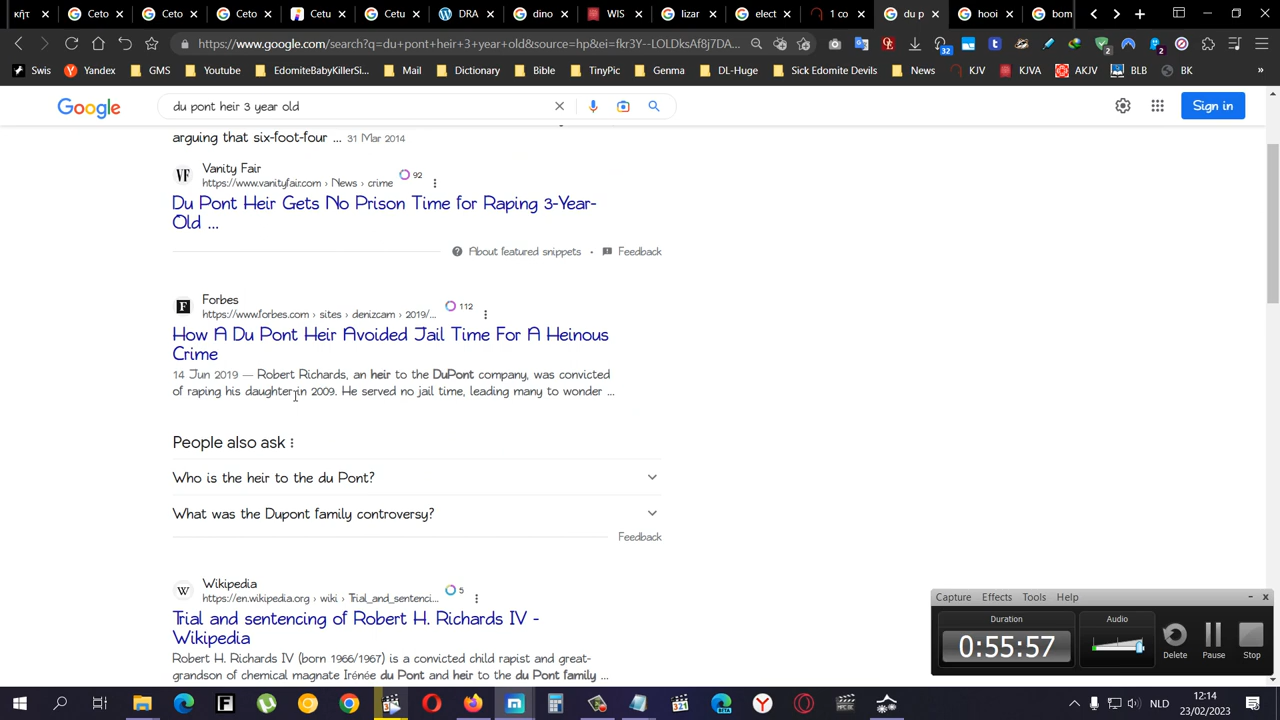 κῆτ
Ceto
Ceto
Ceto
Cetu
Cetu
DRA
dino
WIS
lizar
elect
1 co
du p
hooi
bom
https://www.google.com/search?q=du+pont+heir+3+year+old&source=hp&ei=fkr3Y--LOLDksAf8j7DA...
32
2
2
Swis
Yandex
GMS
Youtube
EdomiteBabyKillerSi...
Mail
Dictionary
Bible
TinyPic
Genma
DL-Huge
Sick Edomite Devils
News
KJV
KJVA
AKJV
BLB
BK
»
Google
du pont heir 3 year old
Sign in
arguing that six-foot-four ... 31 Mar 2014
VF
Vanity Fair
https://www.vanityfair.com › News › crime
92
Du Pont Heir Gets No Prison Time for Raping 3-Year-
Old ...
About featured snippets • Feedback
F
Forbes
https://www.forbes.com › sites › denizcam › 2019/...
112
How A Du Pont Heir Avoided Jail Time For A Heinous
Crime
14 Jun 2019 — Robert Richards, an heir to the DuPont company, was convicted
of raping his daughter in 2009. He served no jail time, leading many to wonder ...
People also ask
Who is the heir to the du Pont?
What was the Dupont family controversy?
Feedback
W
Wikipedia
https://en.wikipedia.org › wiki › Trial_and_sentenci...
5
Trial and sentencing of Robert H. Richards IV -
Wikipedia
Robert H. Richards IV (born 1966/1967) is a convicted child rapist and great-
grandson of chemical magnate Irénée du Pont and heir to the du Pont family ...
Capture Effects Tools Help
Duration
Audio
0:55:57
Delete
Pause
Stop
NLD
12:14
23/02/2023